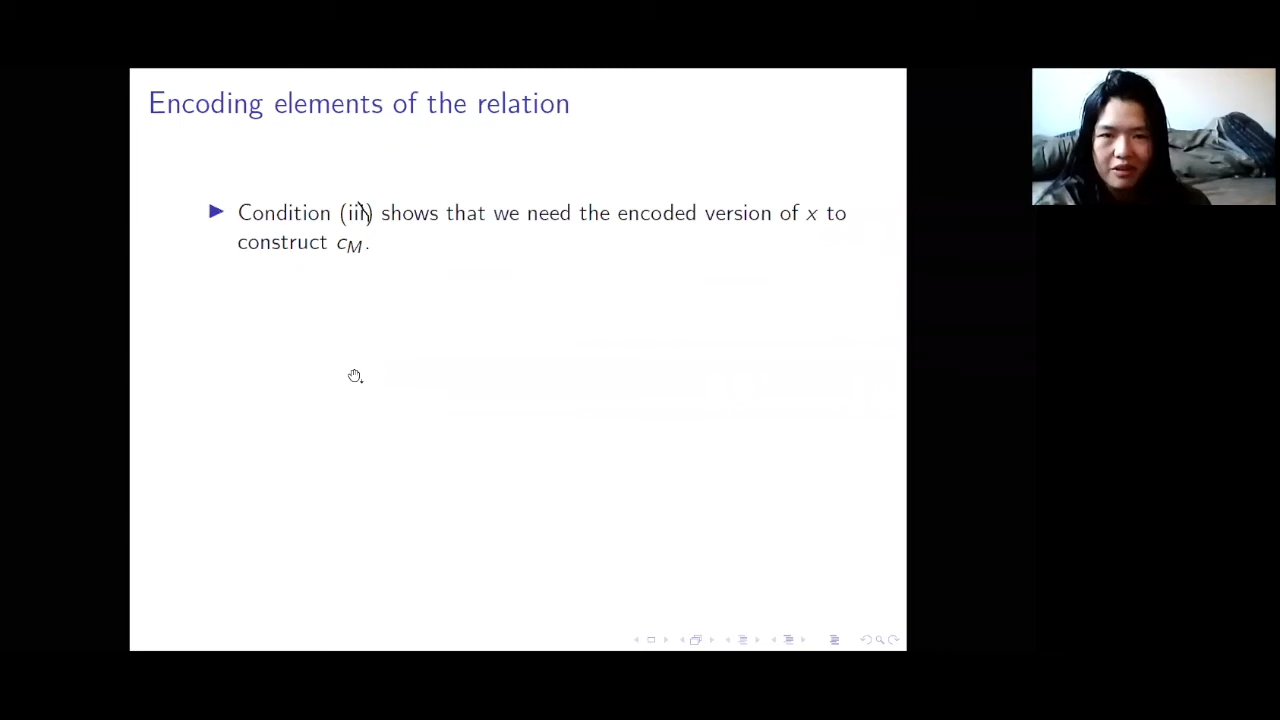 Encoding elements of the relation
▶ Condition (iii) shows that we need the encoded version of x to
construct c_M.